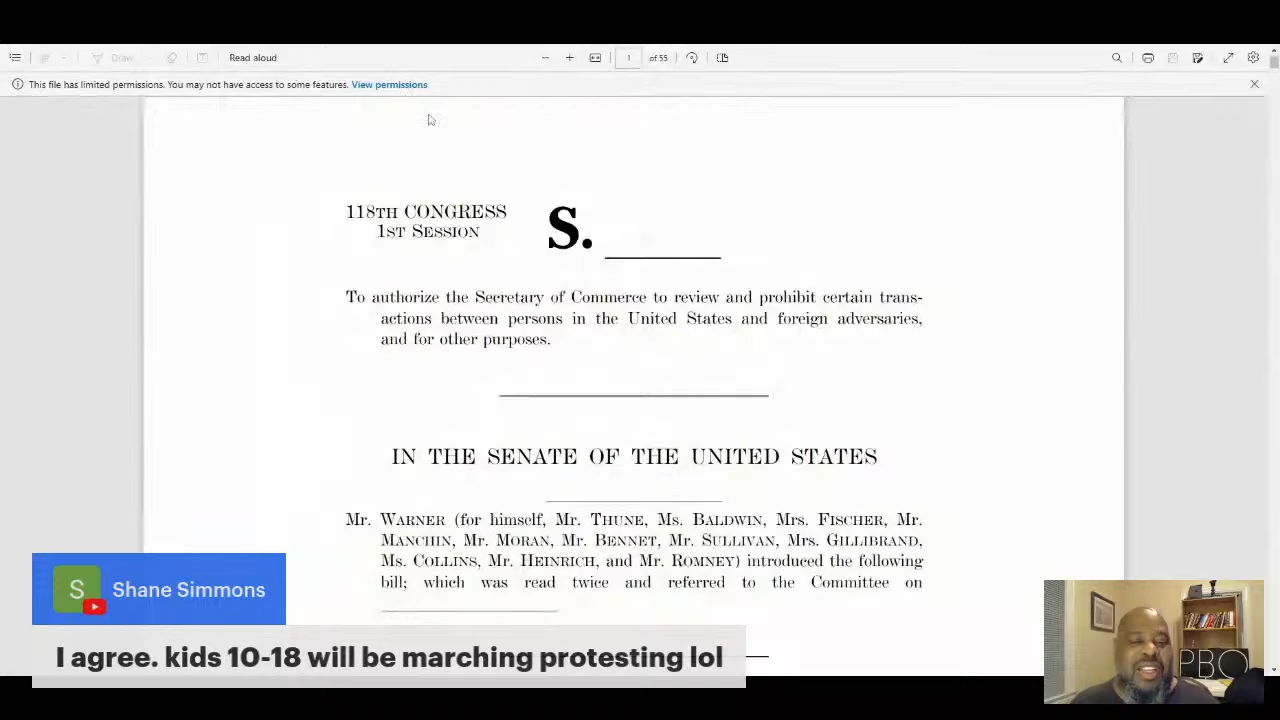 Draw
Read aloud
1 of 55
This file has limited permissions. You may not have access to some features. View permissions
118TH CONGRESS
1ST SESSION
S.
To authorize the Secretary of Commerce to review and prohibit certain trans-
actions between persons in the United States and foreign adversaries,
and for other purposes.
IN THE SENATE OF THE UNITED STATES
Mr. WARNER (for himself, Mr. THUNE, Ms. BALDWIN, Mrs. FISCHER, Mr.
MANCHIN, Mr. MORAN, Mr. BENNET, Mr. SULLIVAN, Mrs. GILLIBRAND,
Ms. COLLINS, Mr. HEINRICH, and Mr. ROMNEY) introduced the following
bill; which was read twice and referred to the Committee on
S
Shane Simmons
I agree. kids 10-18 will be marching protesting lol
PBO